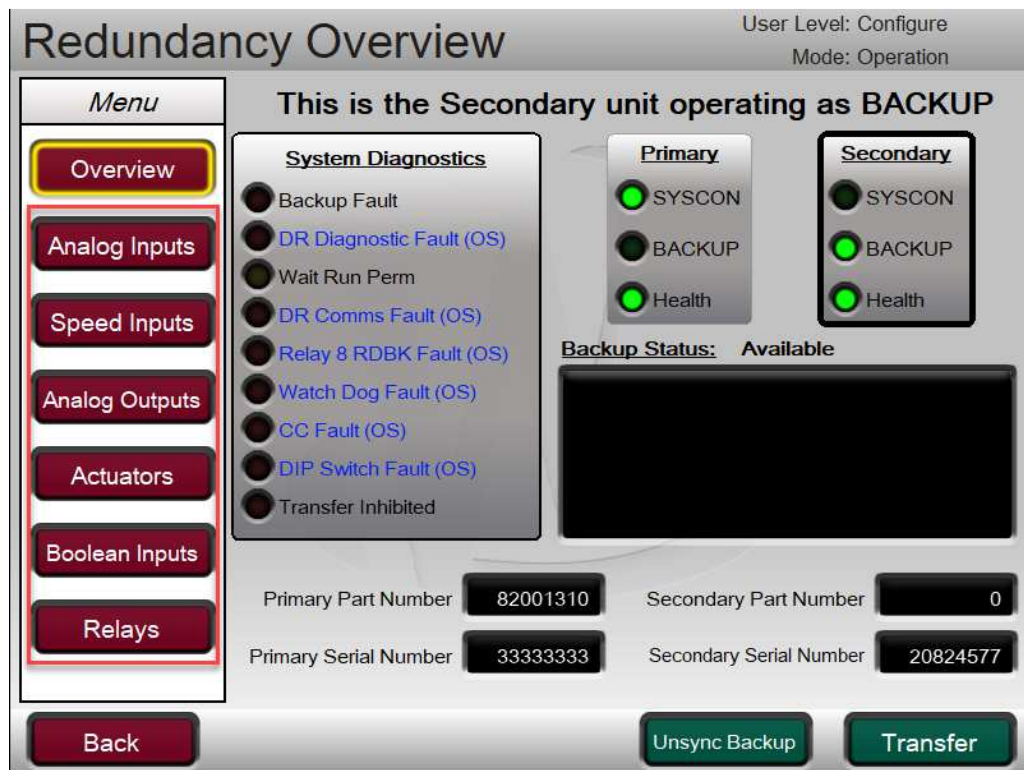 Redundancy Overview
User Level: Configure
Mode: Operation
Menu
Overview
Analog Inputs
Speed Inputs
Analog Outputs
Actuators
Boolean Inputs
Relays
This is the Secondary unit operating as BACKUP
System Diagnostics
Backup Fault
DR Diagnostic Fault (OS)
Wait Run Perm
DR Comms Fault (OS)
Relay 8 RDBK Fault (OS)
Watch Dog Fault (OS)
CC Fault (OS)
DIP Switch Fault (OS)
Transfer Inhibited
Primary
SYSCON
BACKUP
Health
Secondary
SYSCON
BACKUP
Health
Backup Status: Available
Primary Part Number 82001310
Secondary Part Number 0
Primary Serial Number 33333333
Secondary Serial Number 20824577
Back
Unsync Backup
Transfer